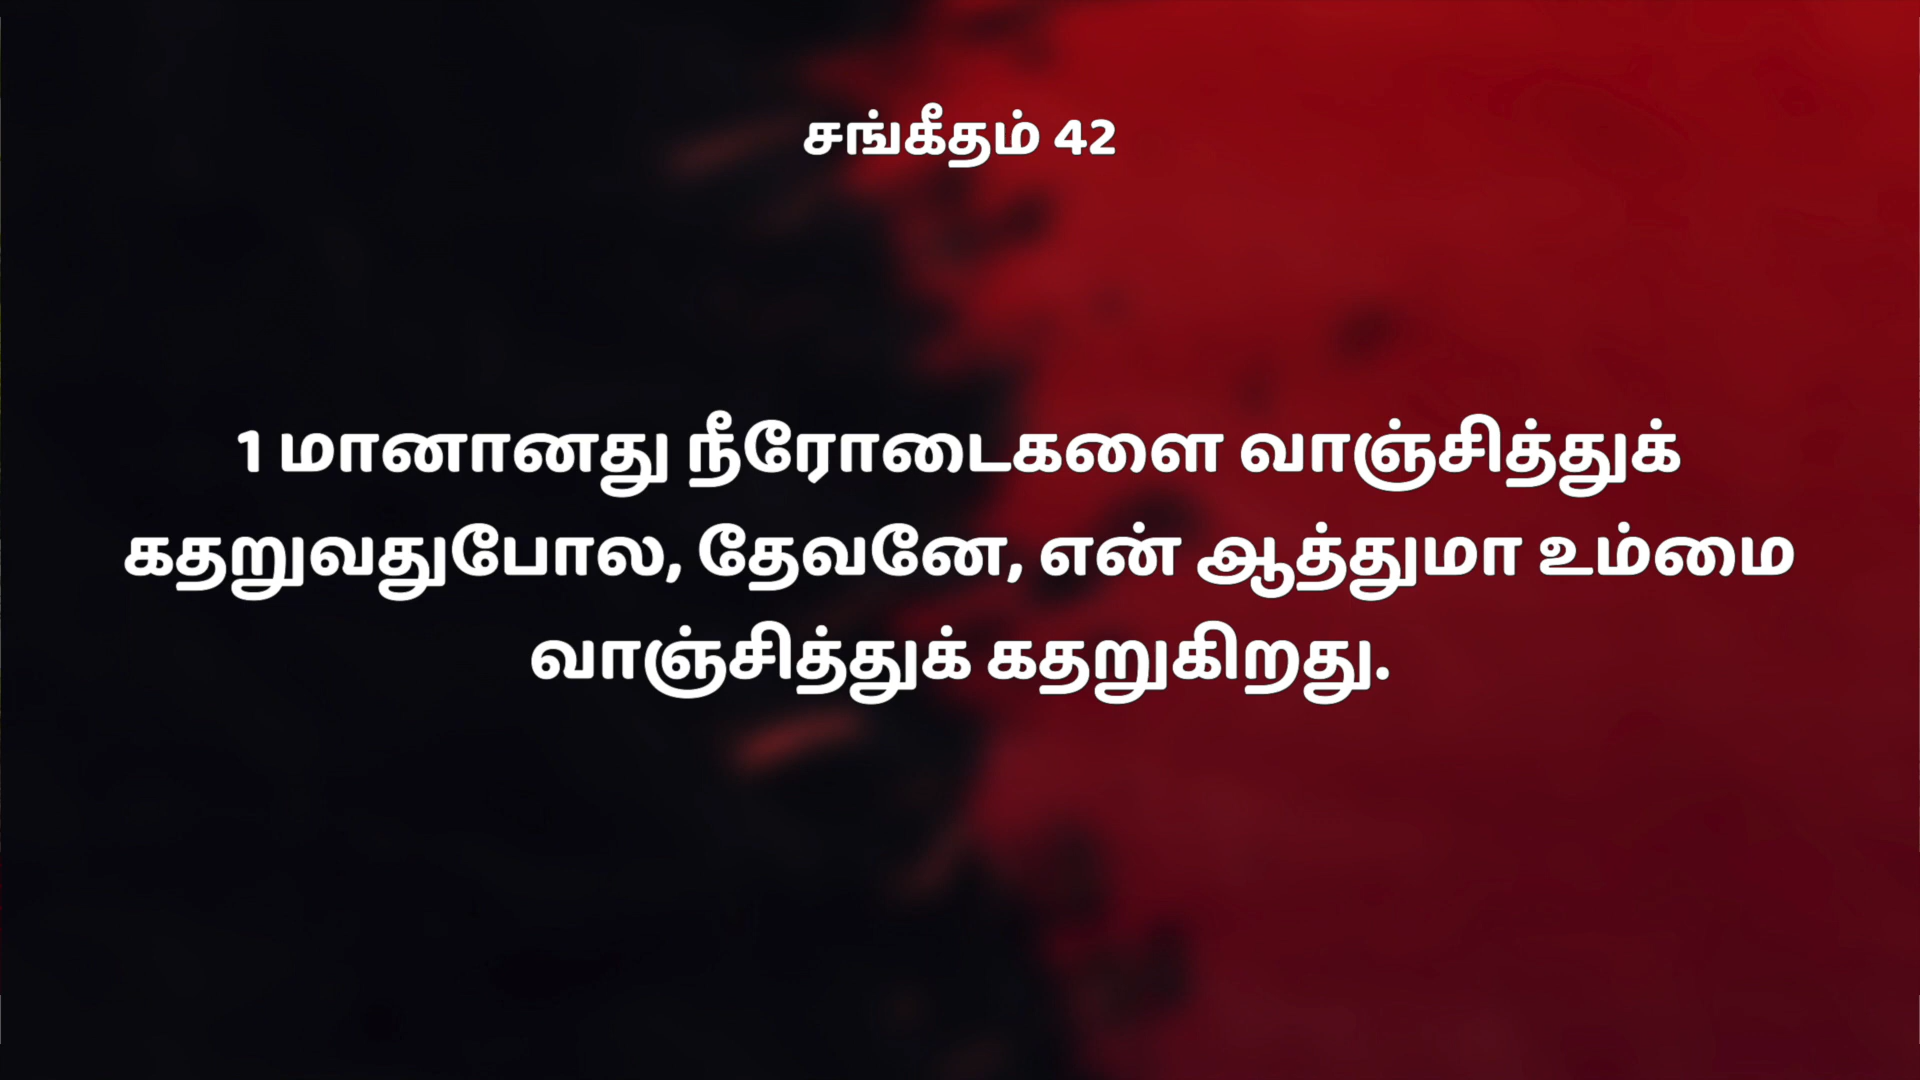 சங்கீதம் 42
1 மானானது நீரோடைகளை வாஞ்சித்துக்
கதறுவதுபோல, தேவனே, என் ஆத்துமா உம்மை
வாஞ்சித்துக் கதறுகிறது.